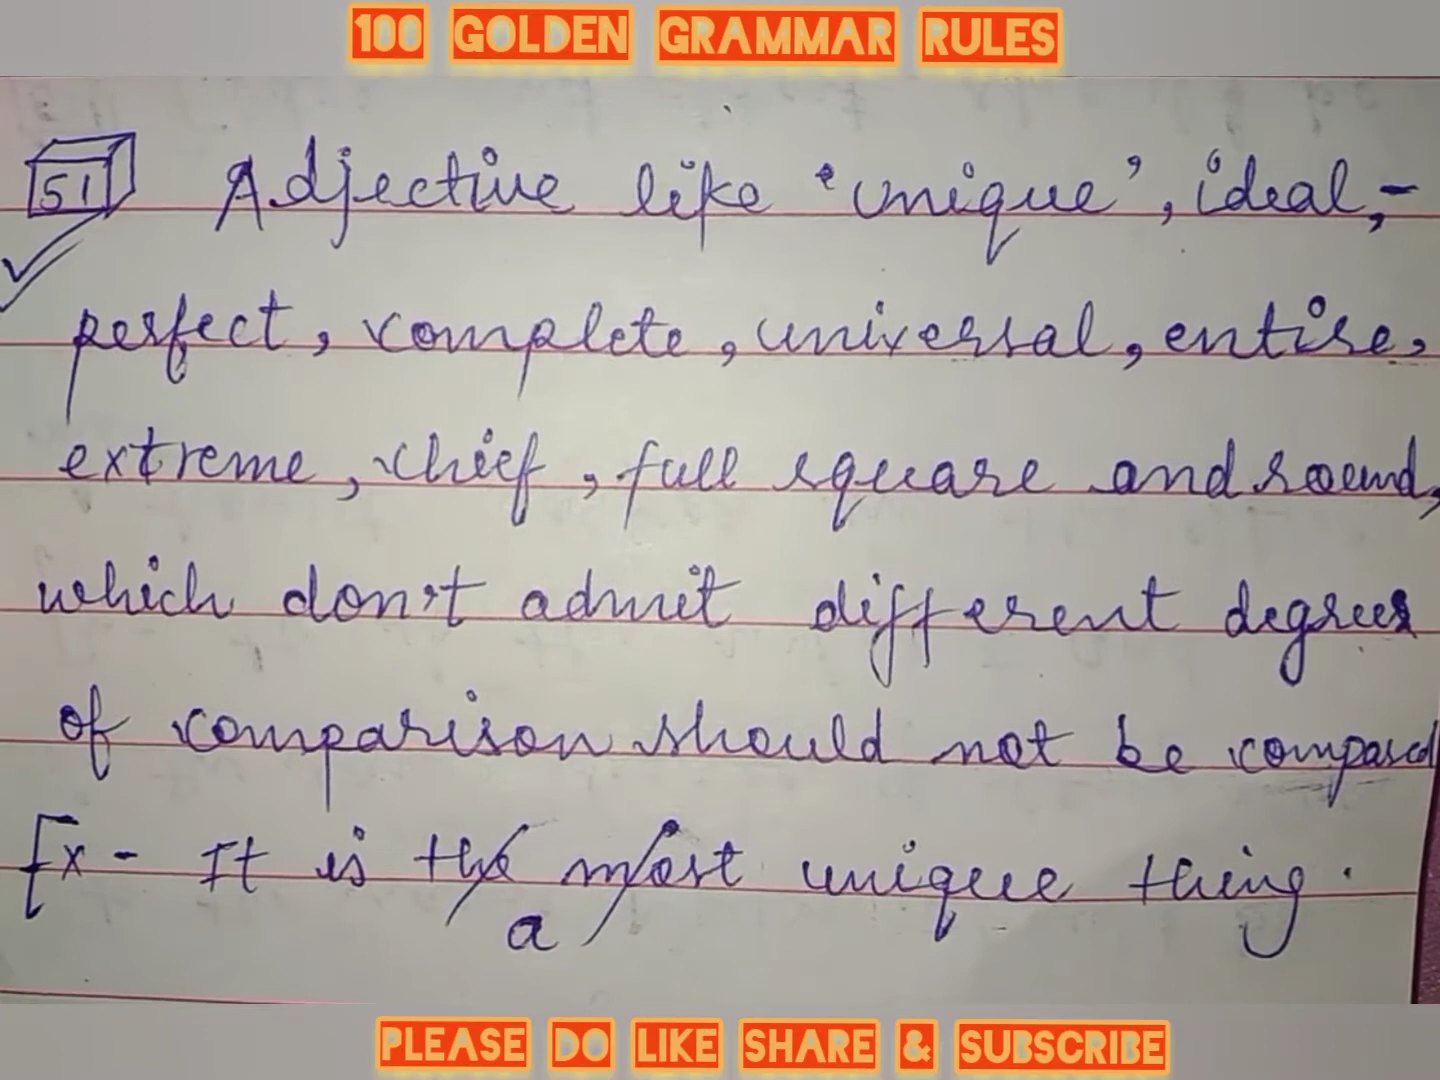 100 GOLDEN GRAMMAR RULES
51 Adjective like 'unique', ideal,-
perfect, complete, universal, entire,
extreme, chief, full square and round,
which don't admit different degrees
of comparison should not be compared
Ex - It is the most unique thing.
a
PLEASE DO LIKE SHARE & SUBSCRIBE